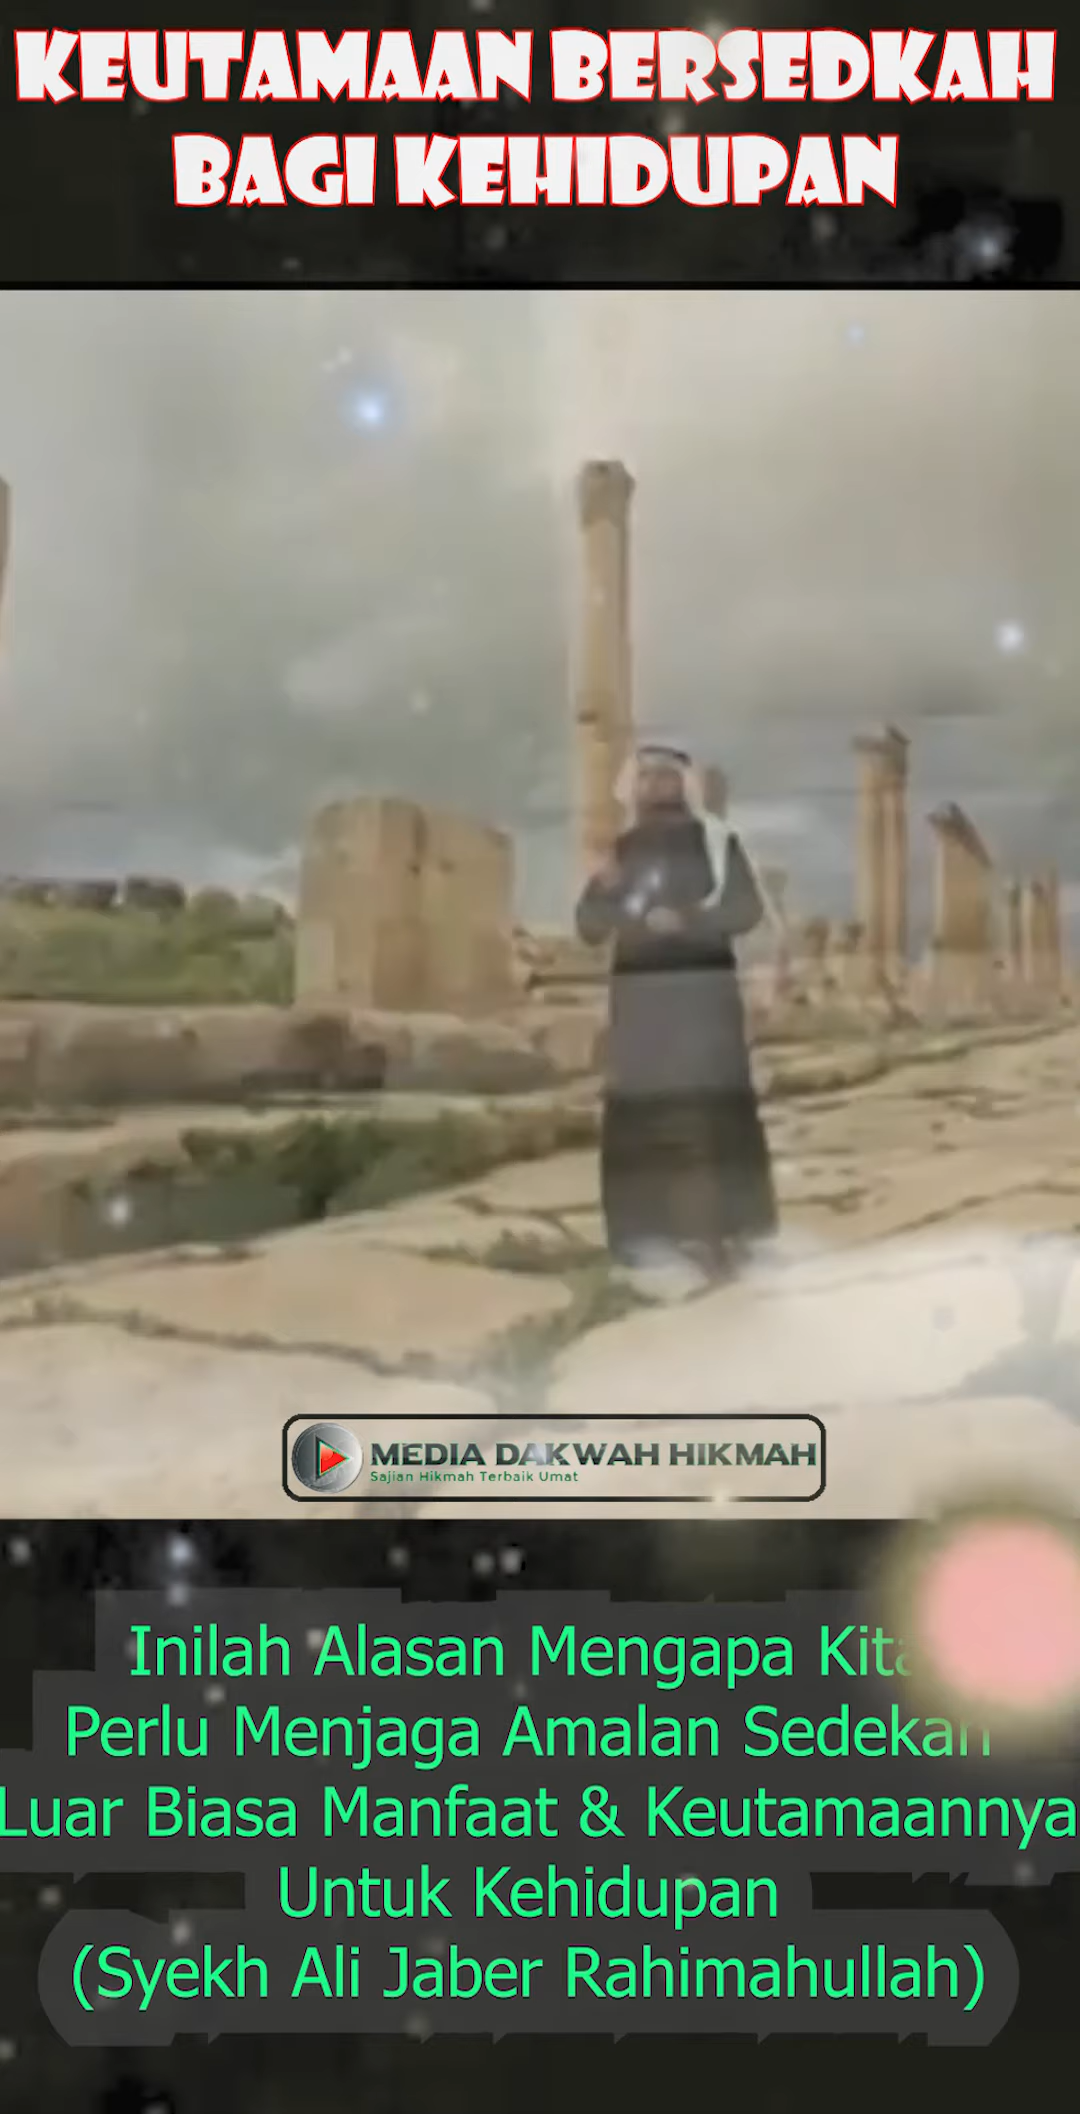 KEUTAMAAN BERSEDKAH
BAGI KEHIDUPAN
MEDIA DAKWAH HIKMAH
Sajian Hikmah Terbaik Umat
Inilah Alasan Mengapa Kita
Perlu Menjaga Amalan Sedekah
Luar Biasa Manfaat & Keutamaannya
Untuk Kehidupan
(Syekh Ali Jaber Rahimahullah)